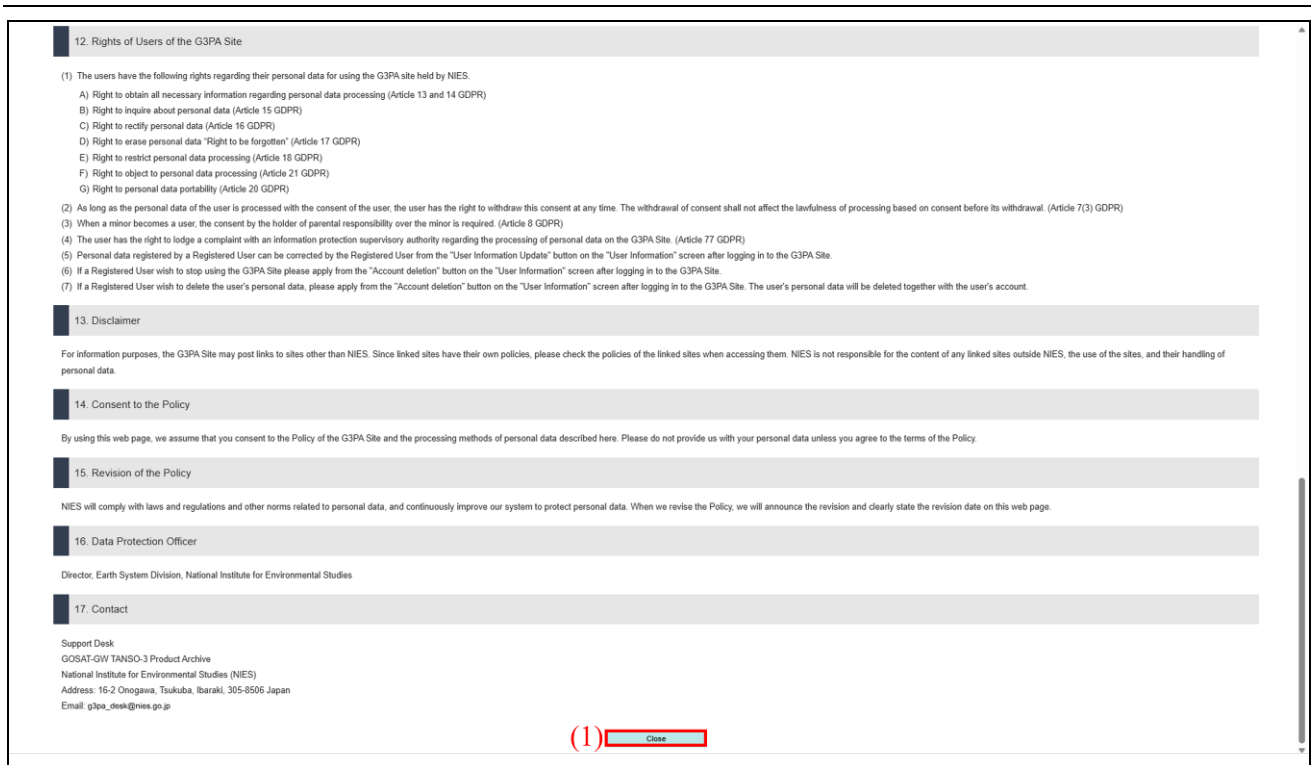 12. Rights of Users of the G3PA Site
(1) The users have the following rights regarding their personal data for using the G3PA site held by NIES.
A) Right to obtain all necessary information regarding personal data processing (Article 13 and 14 GDPR)
B) Right to inquire about personal data (Article 15 GDPR)
C) Right to rectify personal data (Article 16 GDPR)
D) Right to erase personal data “Right to be forgotten” (Article 17 GDPR)
E) Right to restrict personal data processing (Article 18 GDPR)
F) Right to object to personal data processing (Article 21 GDPR)
G) Right to personal data portability (Article 20 GDPR)
(2) As long as the personal data of the user is processed with the consent of the user, the user has the right to withdraw this consent at any time. The withdrawal of consent shall not affect the lawfulness of processing based on consent before its withdrawal. (Article 7(3) GDPR)
(3) When a minor becomes a user, the consent by the holder of parental responsibility over the minor is required. (Article 8 GDPR)
(4) The user has the right to lodge a complaint with an information protection supervisory authority regarding the processing of personal data on the G3PA Site. (Article 77 GDPR)
(5) Personal data registered by a Registered User can be corrected by the Registered User from the "User Information Update" button on the "User Information" screen after logging in to the G3PA Site.
(6) If a Registered User wish to stop using the G3PA Site please apply from the "Account deletion" button on the "User Information" screen after logging in to the G3PA Site.
(7) If a Registered User wish to delete the user's personal data, please apply from the "Account deletion" button on the "User Information" screen after logging in to the G3PA Site. The user's personal data will be deleted together with the user's account.
13. Disclaimer
For information purposes, the G3PA Site may post links to sites other than NIES. Since linked sites have their own policies, please check the policies of the linked sites when accessing them. NIES is not responsible for the content of any linked sites outside NIES, the use of the sites, and their handling of
personal data.
14. Consent to the Policy
By using this web page, we assume that you consent to the Policy of the G3PA Site and the processing methods of personal data described here. Please do not provide us with your personal data unless you agree to the terms of the Policy.
15. Revision of the Policy
NIES will comply with laws and regulations and other norms related to personal data, and continuously improve our system to protect personal data. When we revise the Policy, we will announce the revision and clearly state the revision date on this web page.
16. Data Protection Officer
Director, Earth System Division, National Institute for Environmental Studies
17. Contact
Support Desk
GOSAT-GW TANSO-3 Product Archive
National Institute for Environmental Studies (NIES)
Address: 16-2 Onogawa, Tsukuba, Ibaraki, 305-8506 Japan
Email: g3pa_desk@nies.go.jp
(1) Close